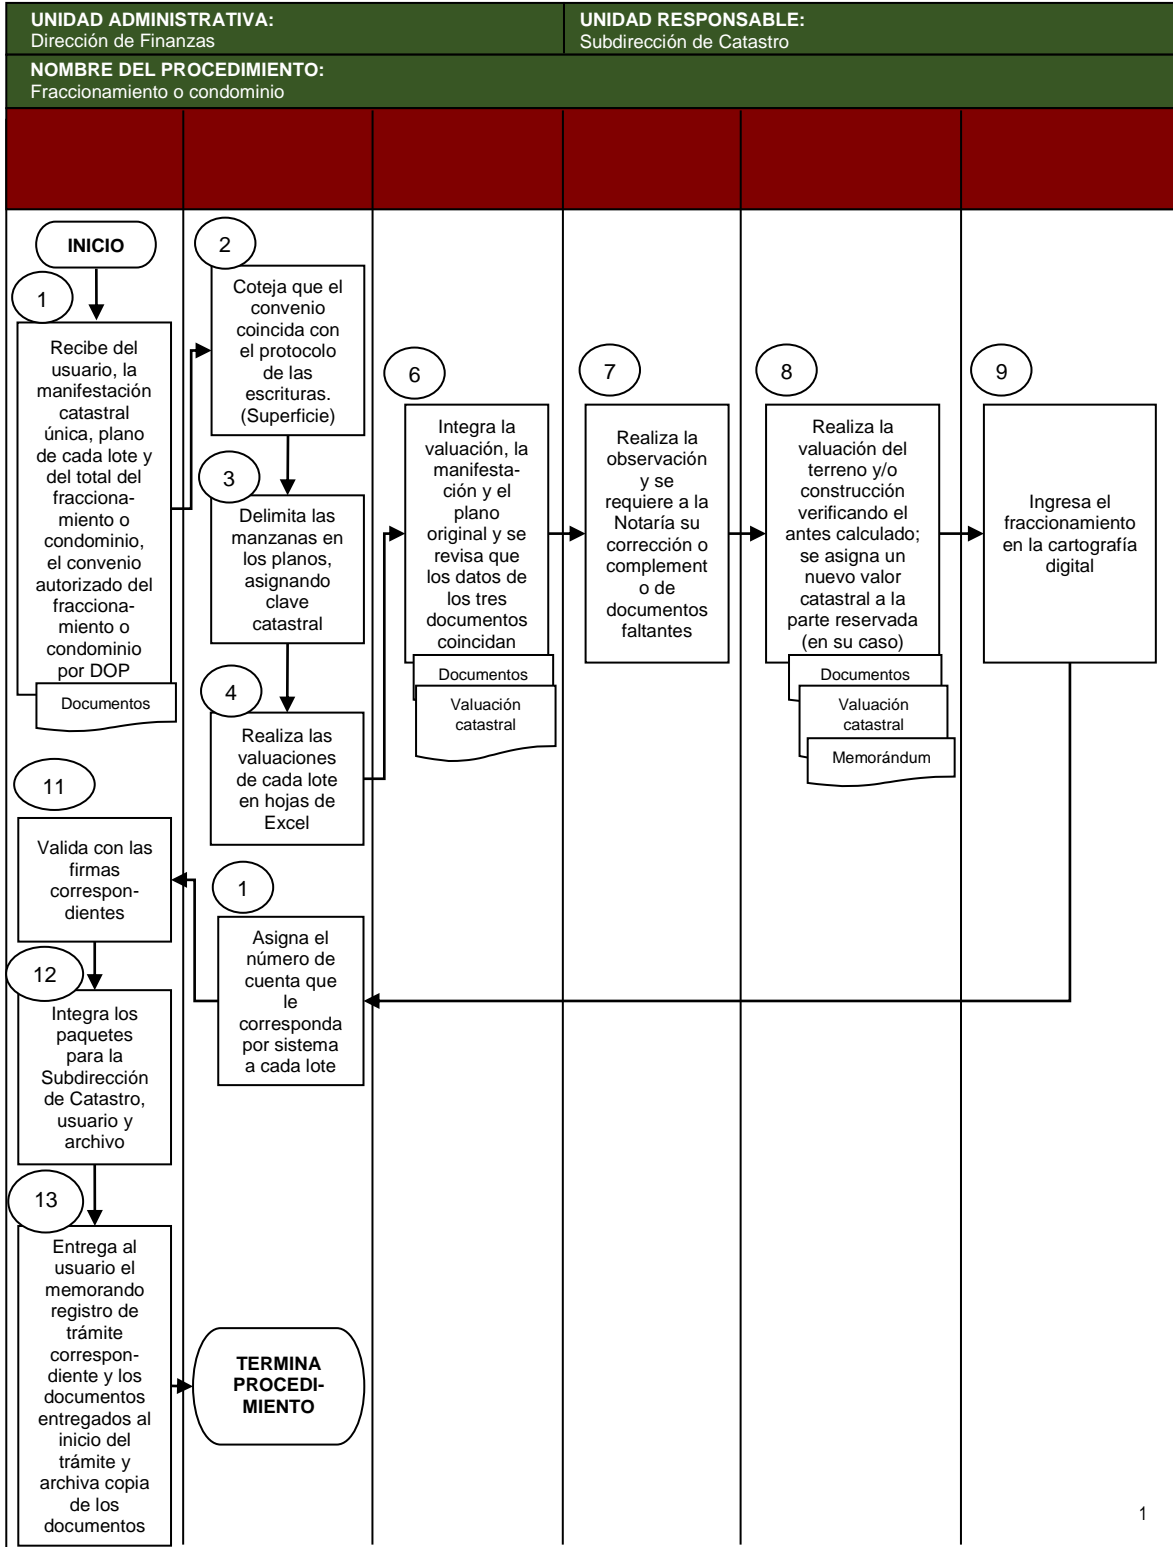 UNIDAD ADMINISTRATIVA:
Dirección de Finanzas
UNIDAD RESPONSABLE:
Subdirección de Catastro
NOMBRE DEL PROCEDIMIENTO:
Fraccionamiento o condominio
INICIO
1
Recibe del
usuario, la
manifestación
catastral
única, plano
de cada lote y
del total del
fracciona-
miento o
condominio,
el convenio
autorizado del
fracciona-
miento o
condominio
por DOP
Documentos
2
Coteja que el
convenio
coincida con
el protocolo
de las
escrituras.
(Superficie)
3
Delimita las
manzanas en
los planos,
asignando
clave
catastral
4
Realiza las
valuaciones
de cada lote
en hojas de
Excel
6
Integra la
valuación, la
manifesta-
ción y el
plano
original y se
revisa que
los datos de
los tres
documentos
coincidan
Documentos
Valuación
catastral
7
Realiza la
observación
y se
requiere a la
Notaría su
corrección o
complement
o de
documentos
faltantes
8
Realiza la
valuación del
terreno y/o
construcción
verificando el
antes calculado;
se asigna un
nuevo valor
catastral a la
parte reservada
(en su caso)
Documentos
Valuación
catastral
Memorándum
9
Ingresa el
fraccionamiento
en la cartografía
digital
1
Asigna el
número de
cuenta que
le
corresponda
por sistema
a cada lote
11
Valida con las
firmas
correspon-
dientes
12
Integra los
paquetes
para la
Subdirección
de Catastro,
usuario y
archivo
13
Entrega al
usuario el
memorando
registro de
trámite
correspon-
diente y los
documentos
entregados al
inicio del
trámite y
archiva copia
de los
documentos
TERMINA
PROCEDI-
MIENTO
1